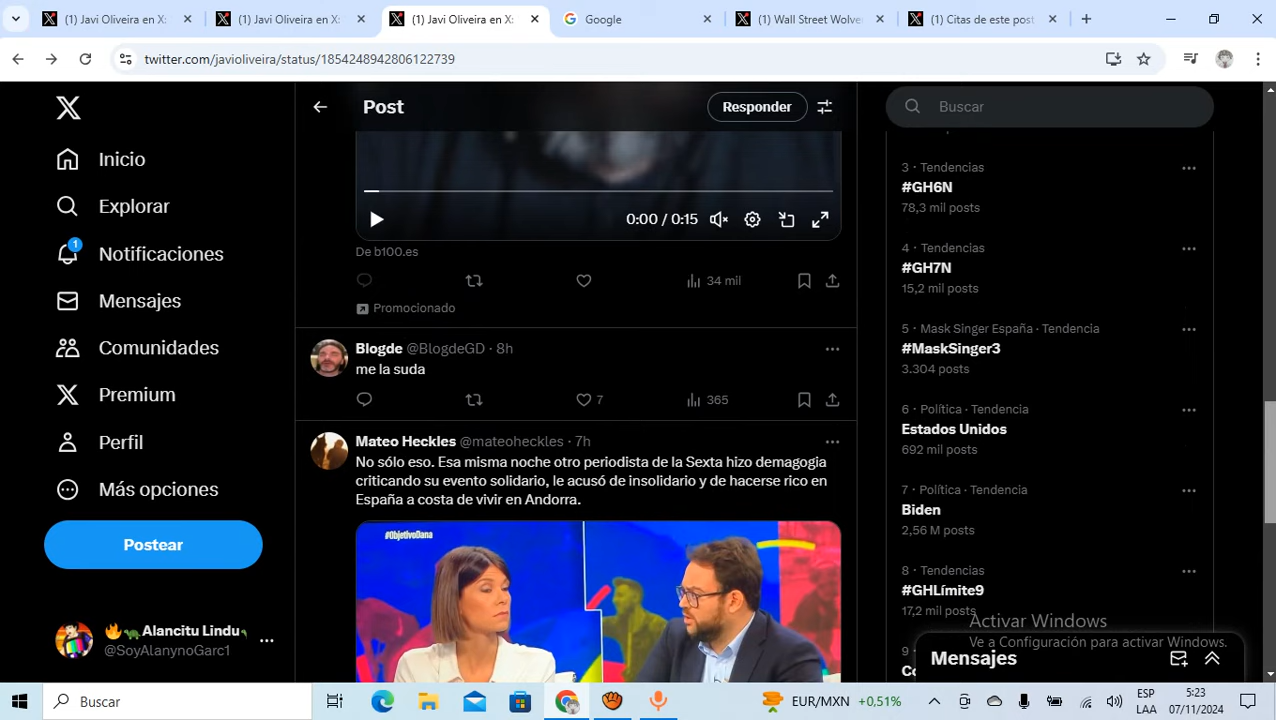 (1) Javi Oliveira en X:
(1) Javi Oliveira en X:
(1) Javi Oliveira en X:
Google
(1) Wall Street Wolver
(1) Citas de este post
twitter.com/javioliveira/status/1854248942806122739
Inicio
Explorar
1
Notificaciones
Mensajes
Comunidades
Premium
Perfil
Más opciones
Postear
Alancitu Lindu
@SoyAlanynoGarc1
Post
Responder
0:00 / 0:15
De b100.es
34 mil
Promocionado
Blogde @BlogdeGD · 8h
me la suda
7
365
Mateo Heckles @mateoheckles · 7h
No sólo eso. Esa misma noche otro periodista de la Sexta hizo demagogia
criticando su evento solidario, le acusó de insolidario y de hacerse rico en
España a costa de vivir en Andorra.
#ObjetivoDana
Buscar
3 · Tendencias
#GH6N
78,3 mil posts
4 · Tendencias
#GH7N
15,2 mil posts
5 · Mask Singer España · Tendencia
#MaskSinger3
3.304 posts
6 · Política · Tendencia
Estados Unidos
692 mil posts
7 · Política · Tendencia
Biden
2,56 M posts
8 · Tendencias
#GHLímite9
17,2 mil posts
9 ·
Activar Windows
Ve a Configuración para activar Windows.
Mensajes
Buscar
EUR/MXN +0,51%
ESP
LAA
5:23
07/11/2024